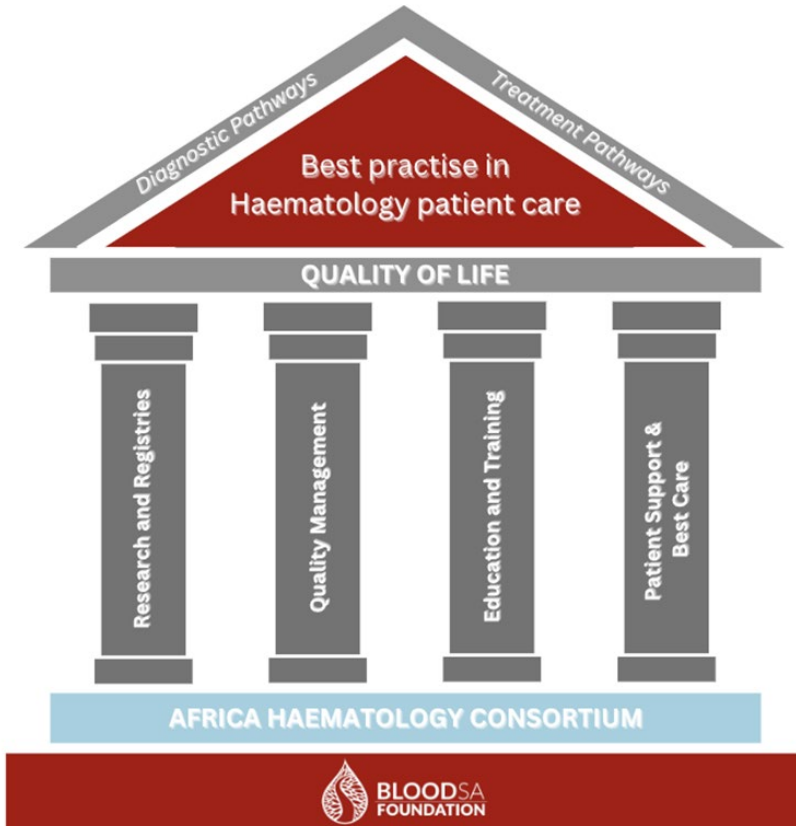 Diagnostic Pathways
Treatment Pathways
Best practise in
Haematology patient care
QUALITY OF LIFE
Research and Registries
Quality Management
Education and Training
Patient Support &
Best Care
AFRICA HAEMATOLOGY CONSORTIUM
BLOODSA
FOUNDATION